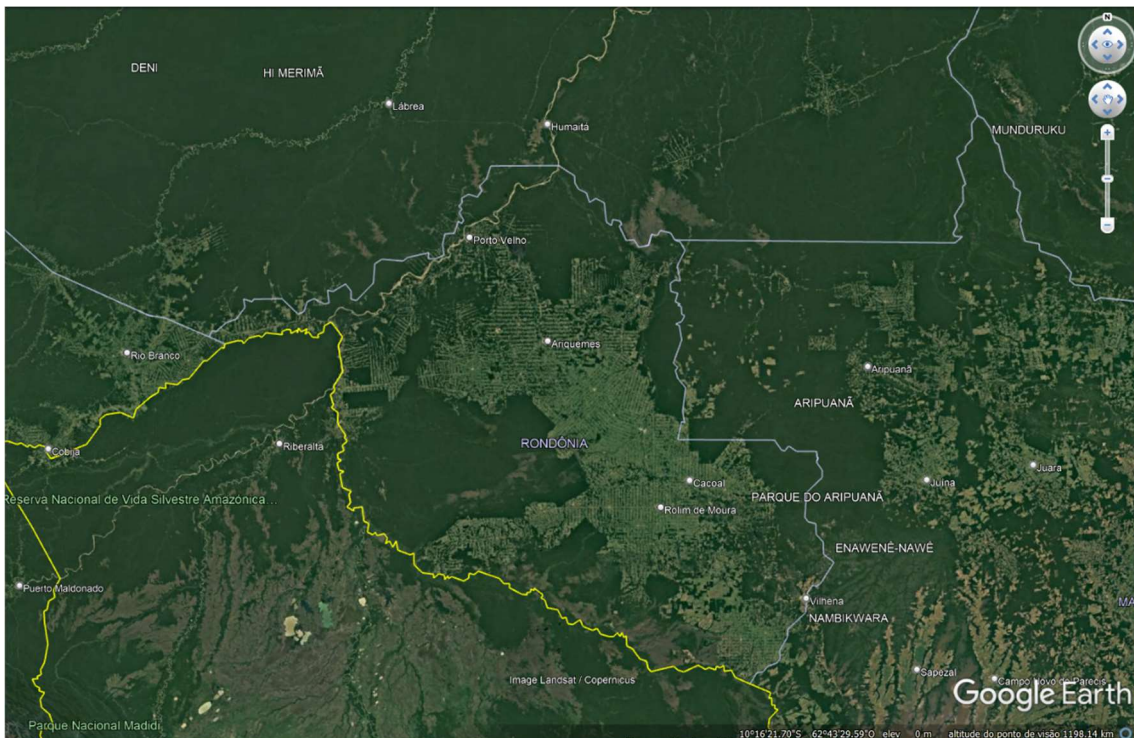 N
DENI
HI MERIMÃ
Lábrea
Humaitá
MUNDURUKU
Porto Velho
Rio Branco
Ariquemes
Aripuanã
ARIPUANÃ
RONDÔNIA
Cobija
Riberalta
Juara
Juína
Cacoal
Reserva Nacional de Vida Silvestre Amazónica...
PARQUE DO ARIPUANÃ
Rolim de Moura
ENAWENÊ-NAWÊ
Puerto Maldonado
Vilhena
MA
NAMBIKWARA
Sapezal
Image Landsat / Copernicus
Campo Novo do Parecis
Google Earth
Parque Nacional Madidi
10°16'21.70"S 62°43'29.59"O elev 0 m altitude do ponto de visão 1198.14 km